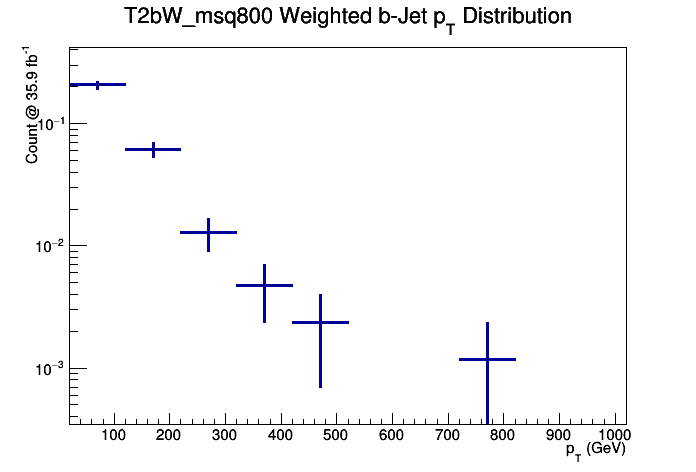 T2bW_msq800 Weighted b-Jet p_T Distribution
Count @ 35.9 fb^-1
10^-1
10^-2
10^-3
100 200 300 400 500 600 700 800 900 1000
p_T (GeV)